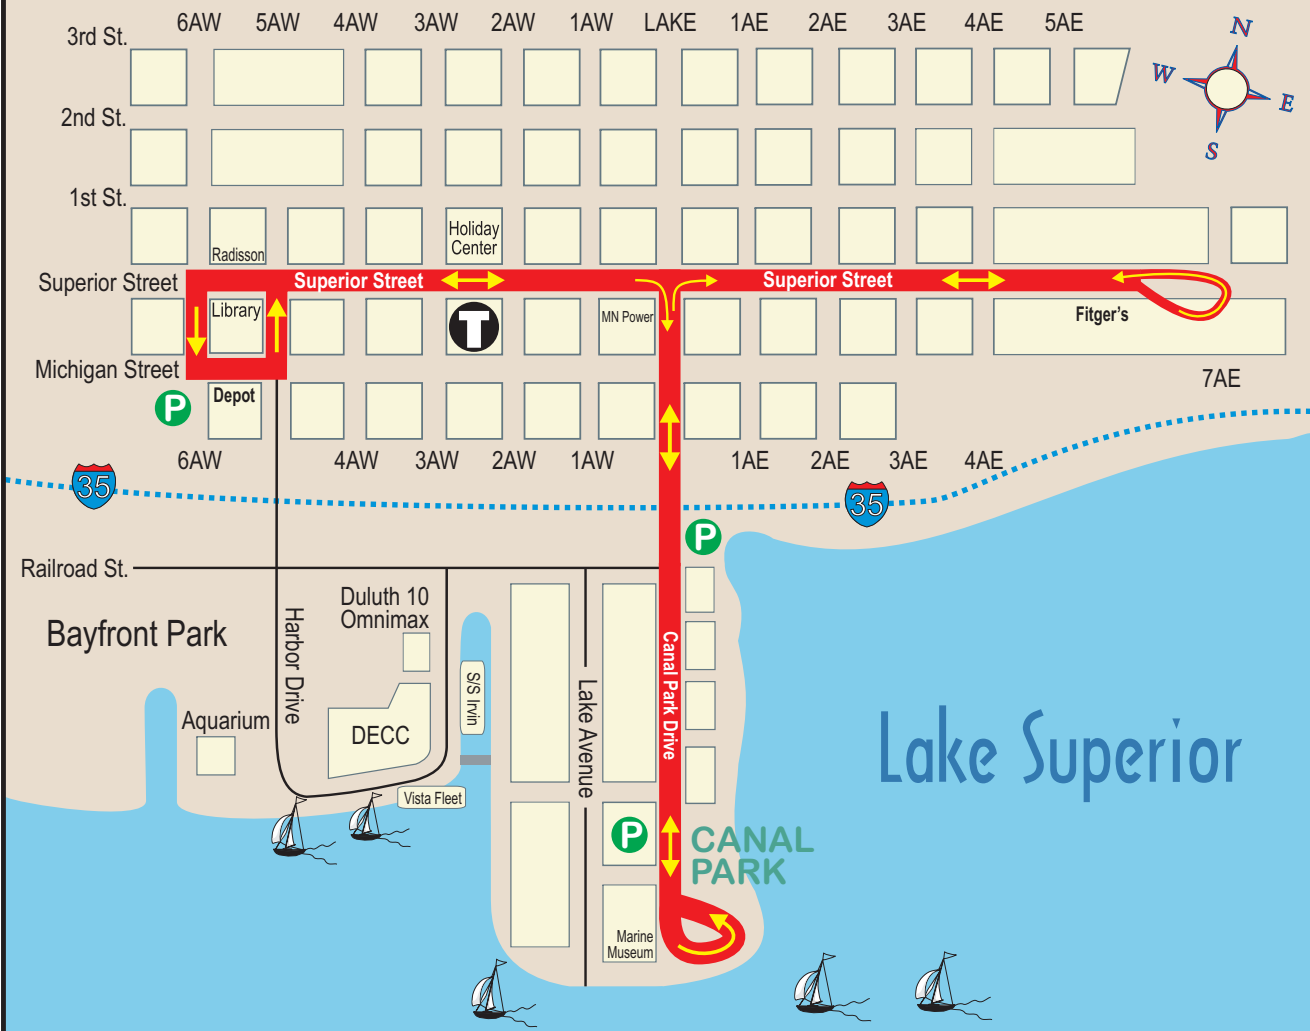 6AW 5AW 4AW 3AW 2AW 1AW LAKE 1AE 2AE 3AE 4AE 5AE
N
W
E
S
3rd St.
2nd St.
1st St.
Radisson
Holiday
Center
Superior Street
Superior Street
Superior Street
Library
T
MN Power
Fitger's
Michigan Street
7AE
P
Depot
6AW 4AW 3AW 2AW 1AW 1AE 2AE 3AE 4AE
35
35
P
Railroad St.
Duluth 10
Omnimax
Bayfront Park
Harbor Drive
S/S Irvin
Lake Avenue
Canal Park Drive
Aquarium
DECC
Lake Superior
Vista Fleet
P
CANAL
PARK
Marine
Museum